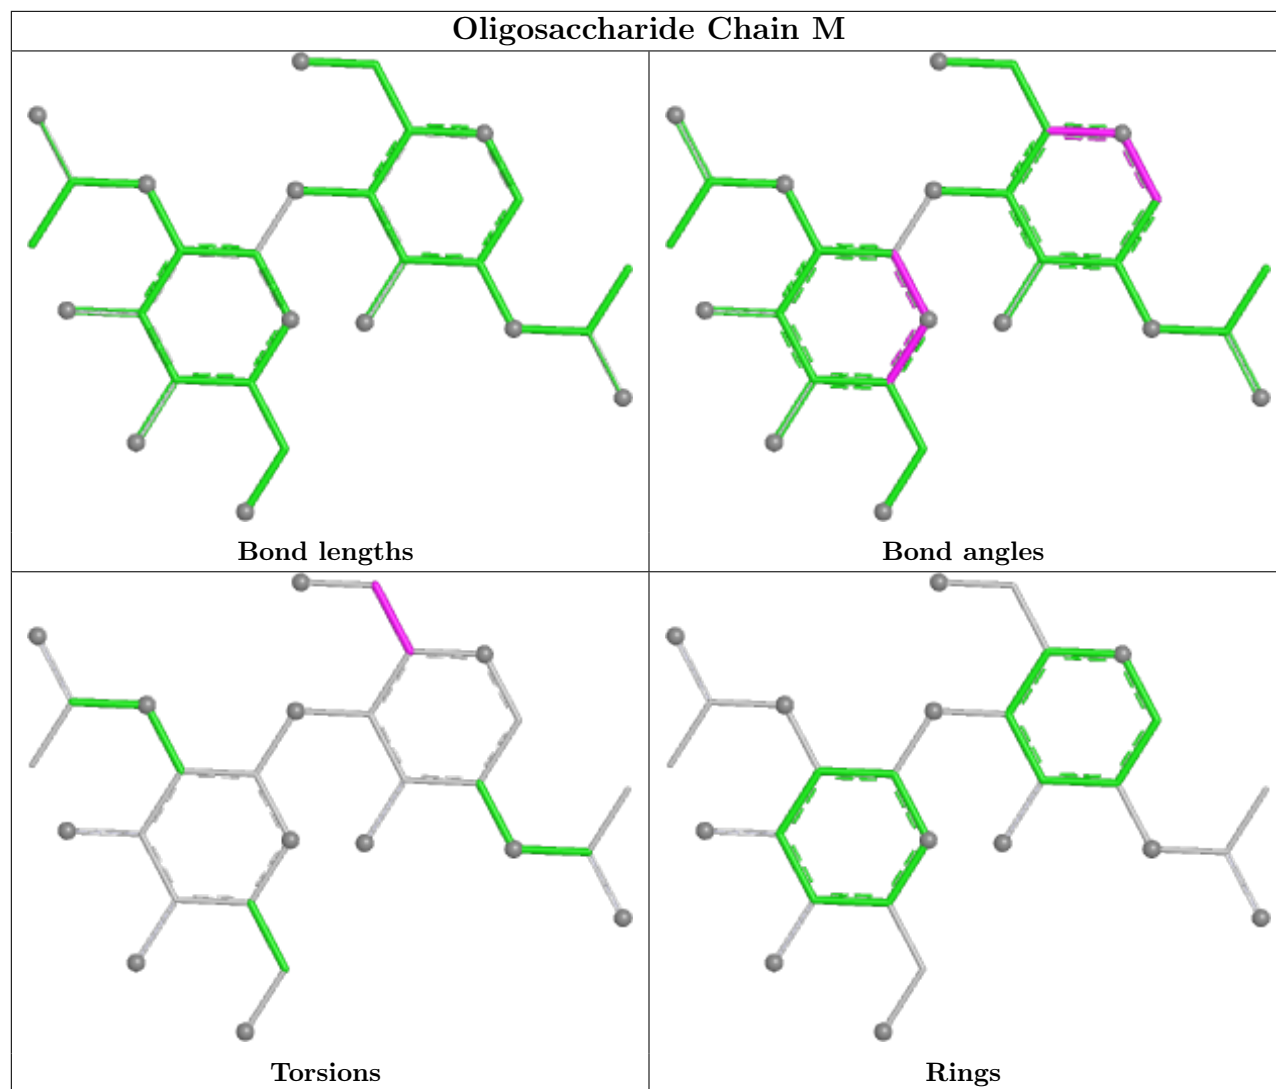 Oligosaccharide Chain M
Bond lengths
Bond angles
Torsions
Rings